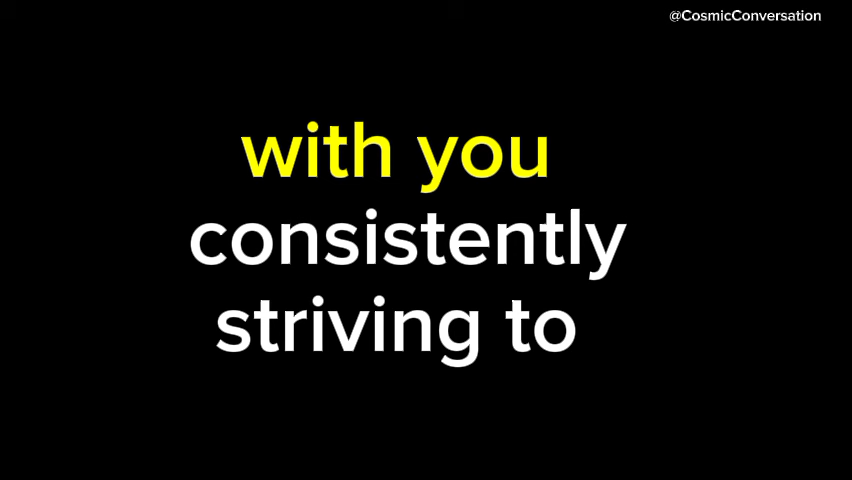 @CosmicConversation
with you
consistently
striving to